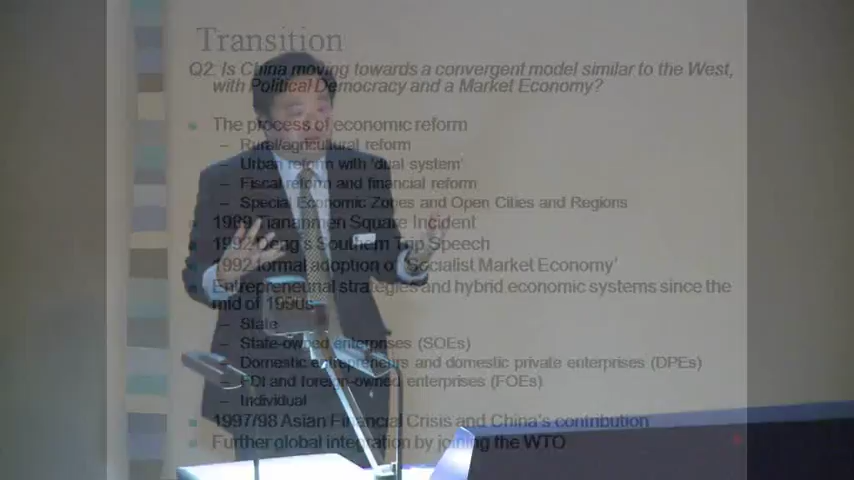 Transition
Q2: Is China moving towards a convergent model similar to the West,
with Political Democracy and a Market Economy?
The process of economic reform
– Rural/agricultural reform
– Urban reform with 'dual system'
– Fiscal reform and financial reform
– Special Economic Zones and Open Cities and Regions
1989 Tiananmen Square Incident
1992 Deng's Southern Trip Speech
1992 formal adoption of 'Socialist Market Economy'
Entrepreneurial strategies and hybrid economic systems since the
mid of 1990s
– State
– State-owned enterprises (SOEs)
– Domestic entrepreneurs and domestic private enterprises (DPEs)
– FDI and foreign-owned enterprises (FOEs)
– Individual
1997/98 Asian Financial Crisis and China's contribution
Further global integration by joining the WTO